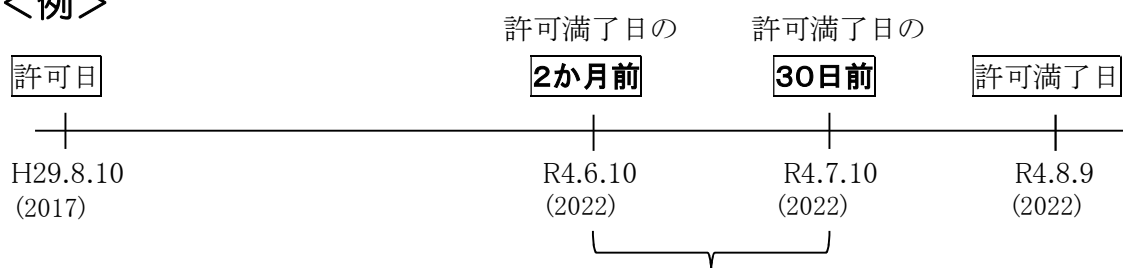 ＜例＞
許可満了日の 許可満了日の
許可日 2か月前 30日前 許可満了日
H29.8.10 R4.6.10 R4.7.10 R4.8.9
(2017) (2022) (2022) (2022)